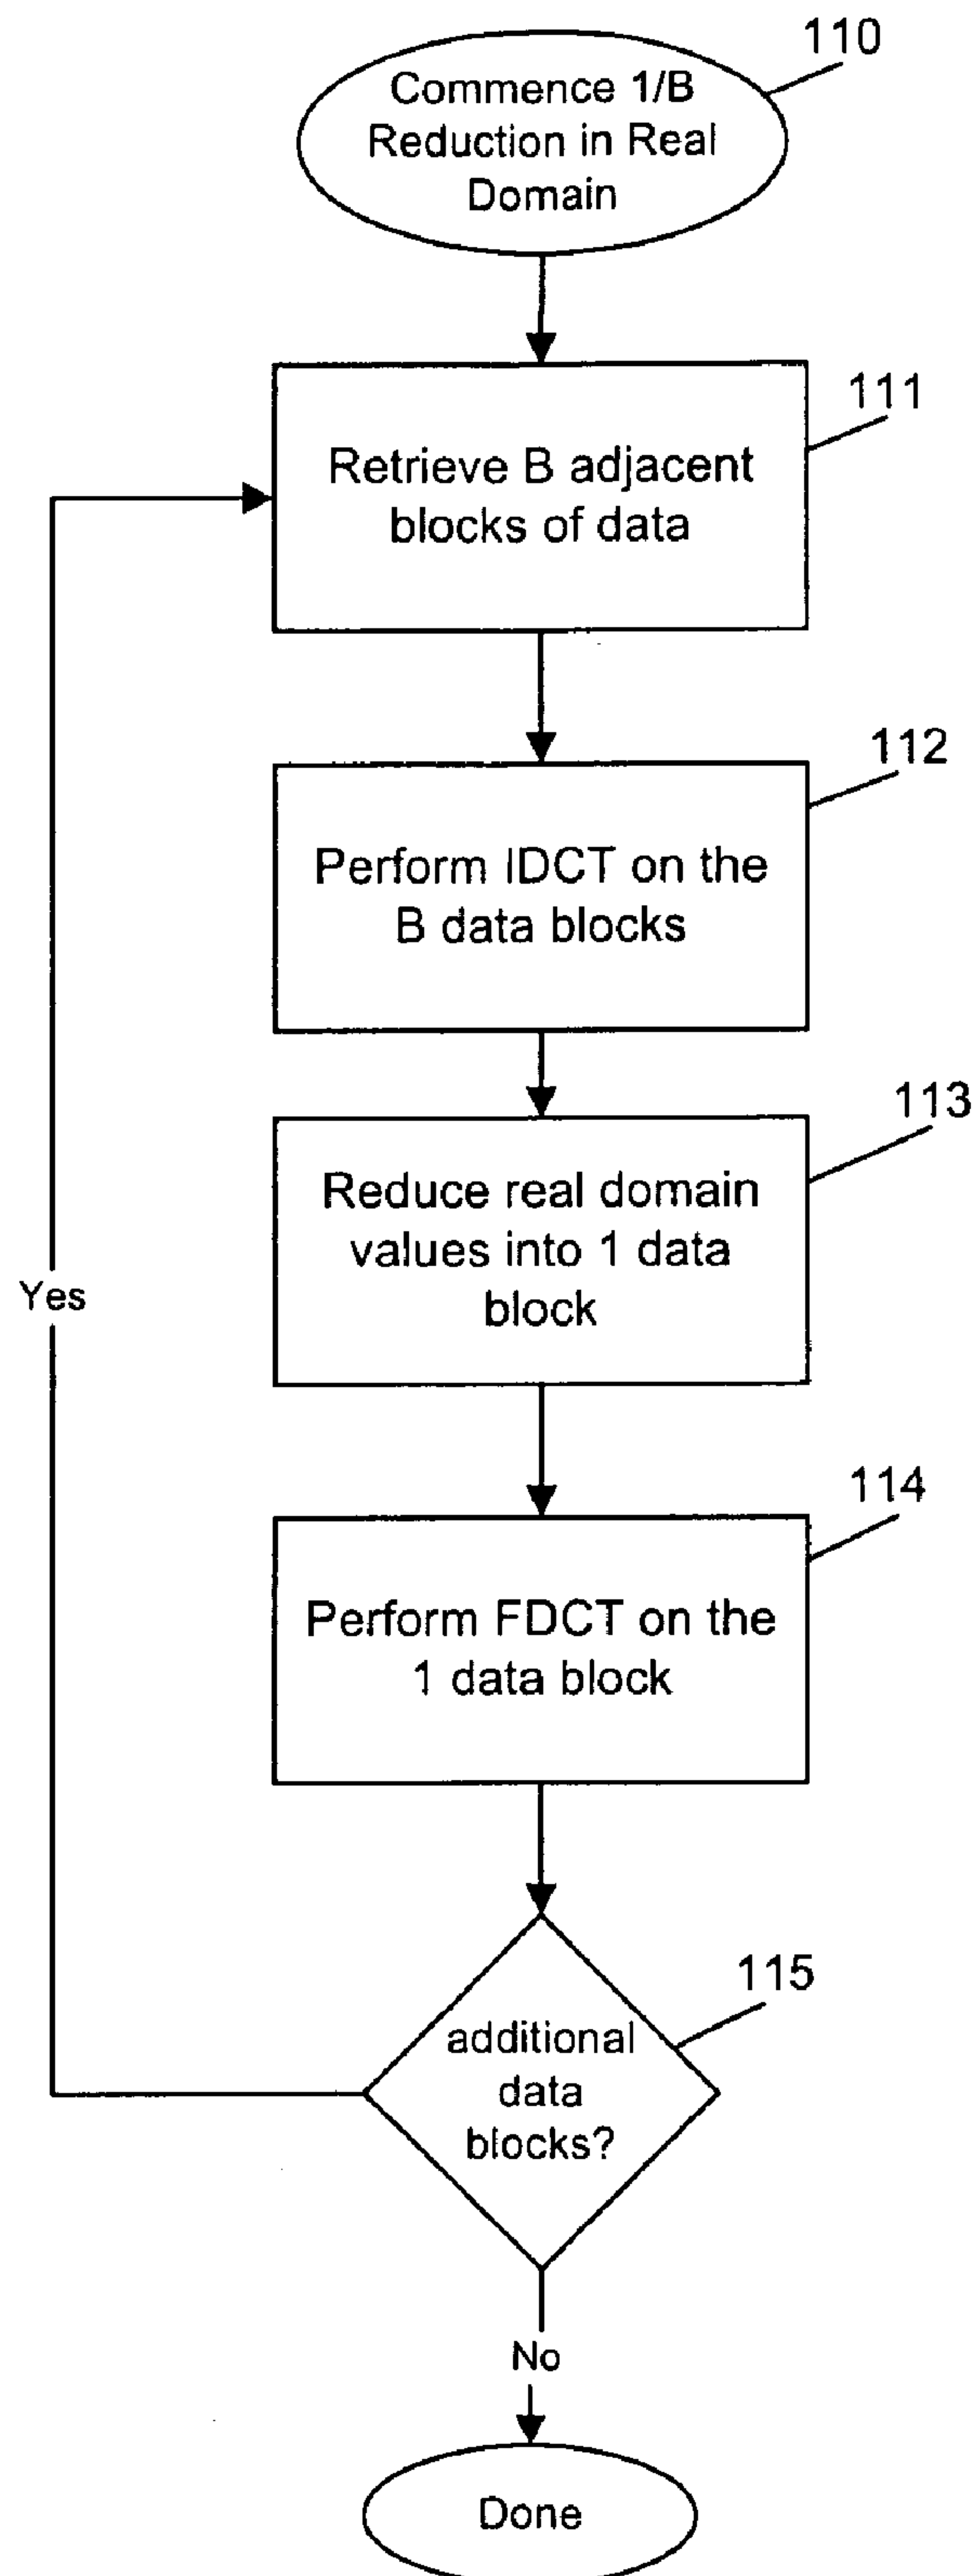 110
Commence 1/B
Reduction in Real
Domain
111
Retrieve B adjacent
blocks of data
112
Perform IDCT on the
B data blocks
113
Reduce real domain
values into 1 data
block
Yes
114
Perform FDCT on the
1 data block
115
additional
data
blocks?
No
Done